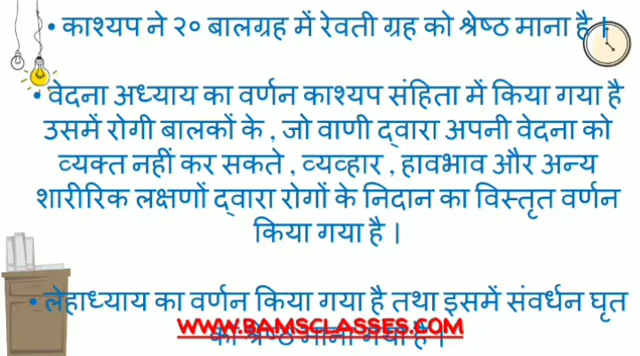 • काश्यप ने २० बालग्रह में रेवती ग्रह को श्रेष्ठ माना है ।
• वेदना अध्याय का वर्णन काश्यप संहिता में किया गया है
उसमें रोगी बालकों के , जो वाणी द्वारा अपनी वेदना को
व्यक्त नहीं कर सकते , व्यव्हार , हावभाव और अन्य
शारीरिक लक्षणों द्वारा रोगों के निदान का विस्तृत वर्णन
किया गया है ।
• लेहाध्याय का वर्णन किया गया है तथा इसमें संवर्धन घृत
WWW.BAMSCLASSES.COM
को श्रेष्ठ माना गया है ।